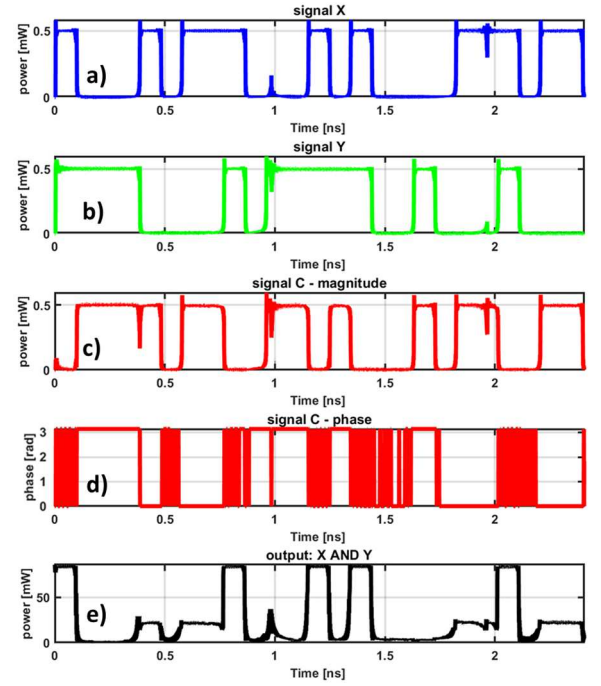 signal X
power [mW]
0.5
0
a)
0 0.5 1 1.5 2
Time [ns]
signal Y
power [mW]
0.5
0
b)
0 0.5 1 1.5 2
Time [ns]
signal C - magnitude
power [mW]
0.5
0
c)
0 0.5 1 1.5 2
Time [ns]
signal C - phase
phase [rad]
3
2
1
0
d)
0 0.5 1 1.5 2
Time [ns]
output: X AND Y
power [mW]
50
0
e)
0 0.5 1 1.5 2
Time [ns]